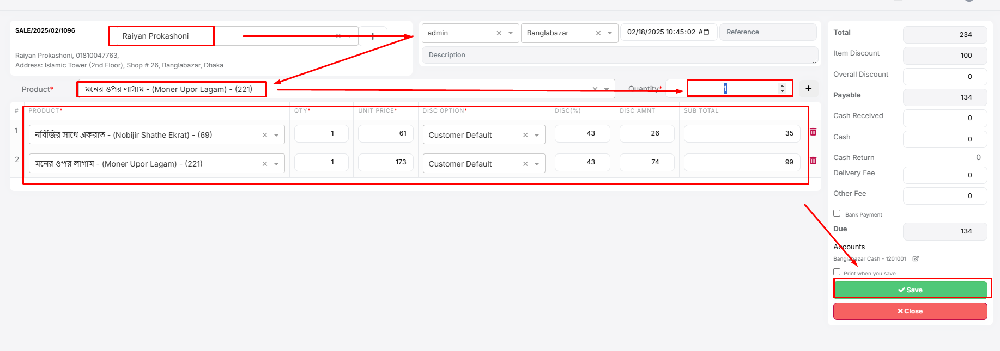 SALE/2025/02/1096
Raiyan Prokashoni
Raiyan Prokashoni, 01810047763,
Address: Islamic Tower (2nd Floor), Shop # 26, Banglabazar, Dhaka
admin
Banglabazar
02/18/2025 10:45:02 A
Reference
Description
Product*
মনের ওপর লাগাম - (Moner Upor Lagam) - (221)
Quantity*
1
# PRODUCT* QTY* UNIT PRICE* DISC OPTION* DISC(%) DISC AMNT SUB TOTAL
1 নবিজির সাথে একরাত - (Nobijir Shathe Ekrat) - (69) 1 61 Customer Default 43 26 35
2 মনের ওপর লাগাম - (Moner Upor Lagam) - (221) 1 173 Customer Default 43 74 99
Total 234
Item Discount 100
Overall Discount 0
Payable 134
Cash Received 0
Cash 0
Cash Return 0
Delivery Fee 0
Other Fee 0
Bank Payment
Due 134
Accounts
Banglabazar Cash - 1201001
Print when you save
Save
Close